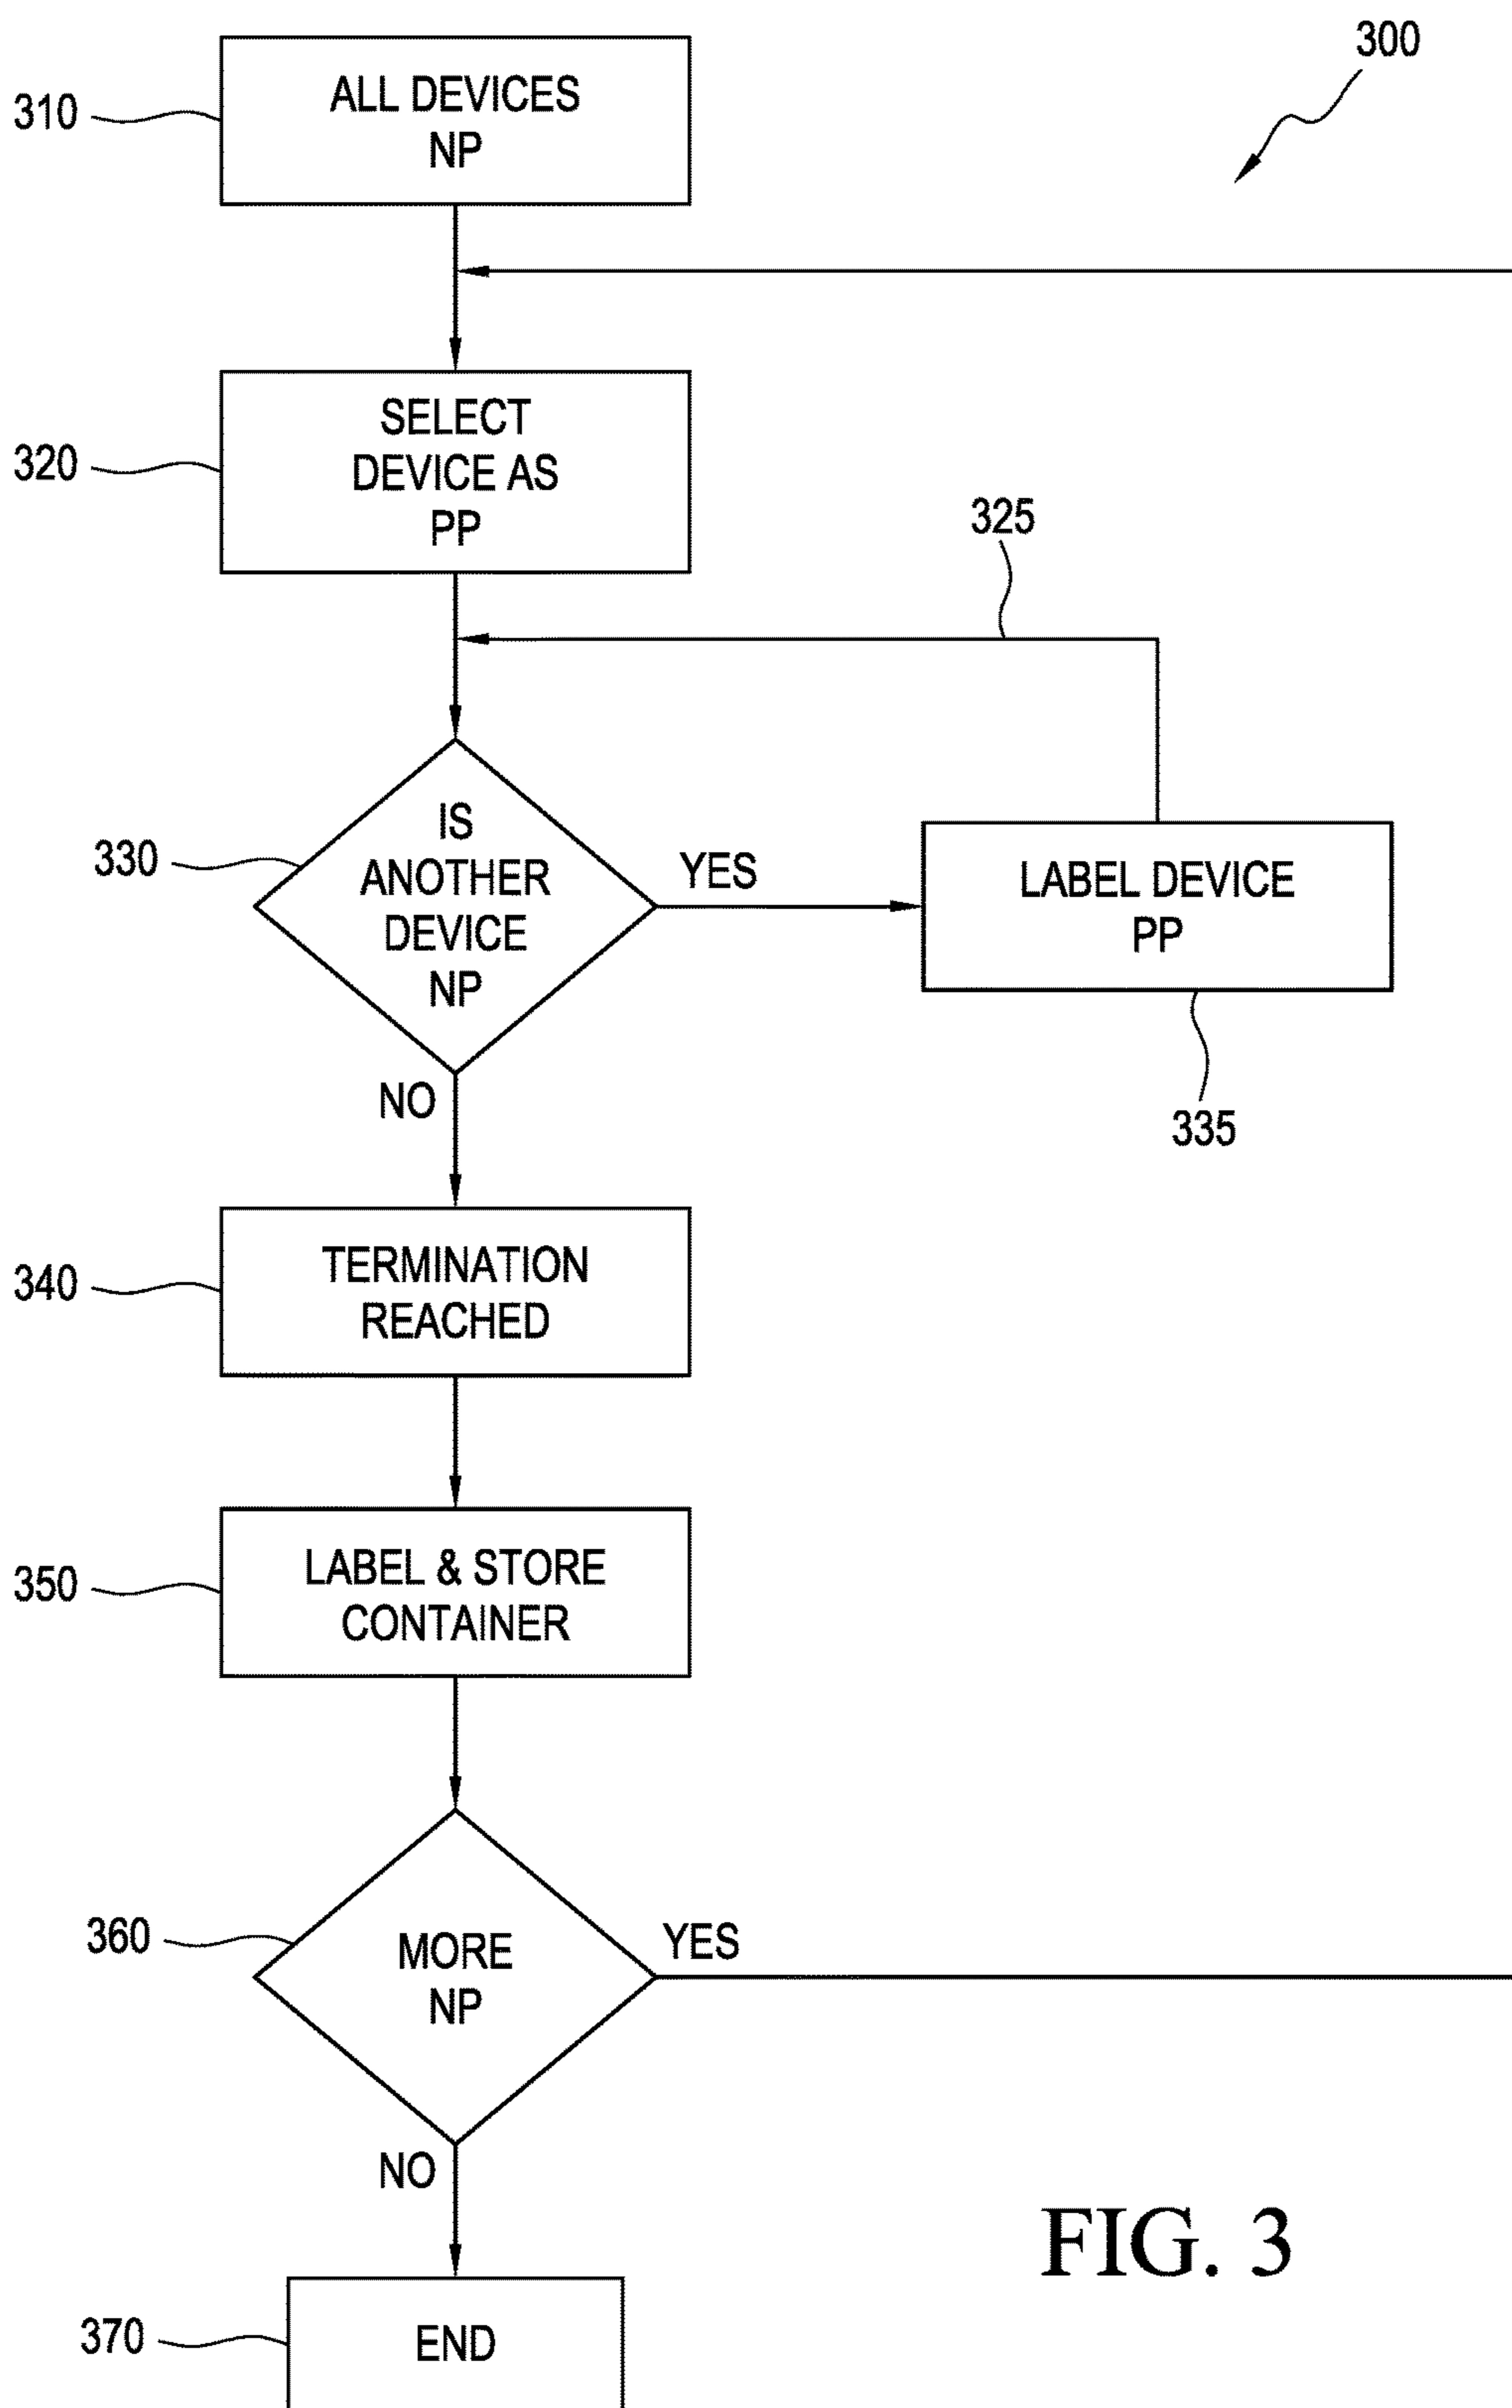 300
310
ALL DEVICES
NP
320
SELECT
DEVICE AS
PP
325
330
IS
ANOTHER
DEVICE
NP
YES
LABEL DEVICE
PP
335
NO
340
TERMINATION
REACHED
350
LABEL & STORE
CONTAINER
360
MORE
NP
YES
NO
370
END
FIG. 3